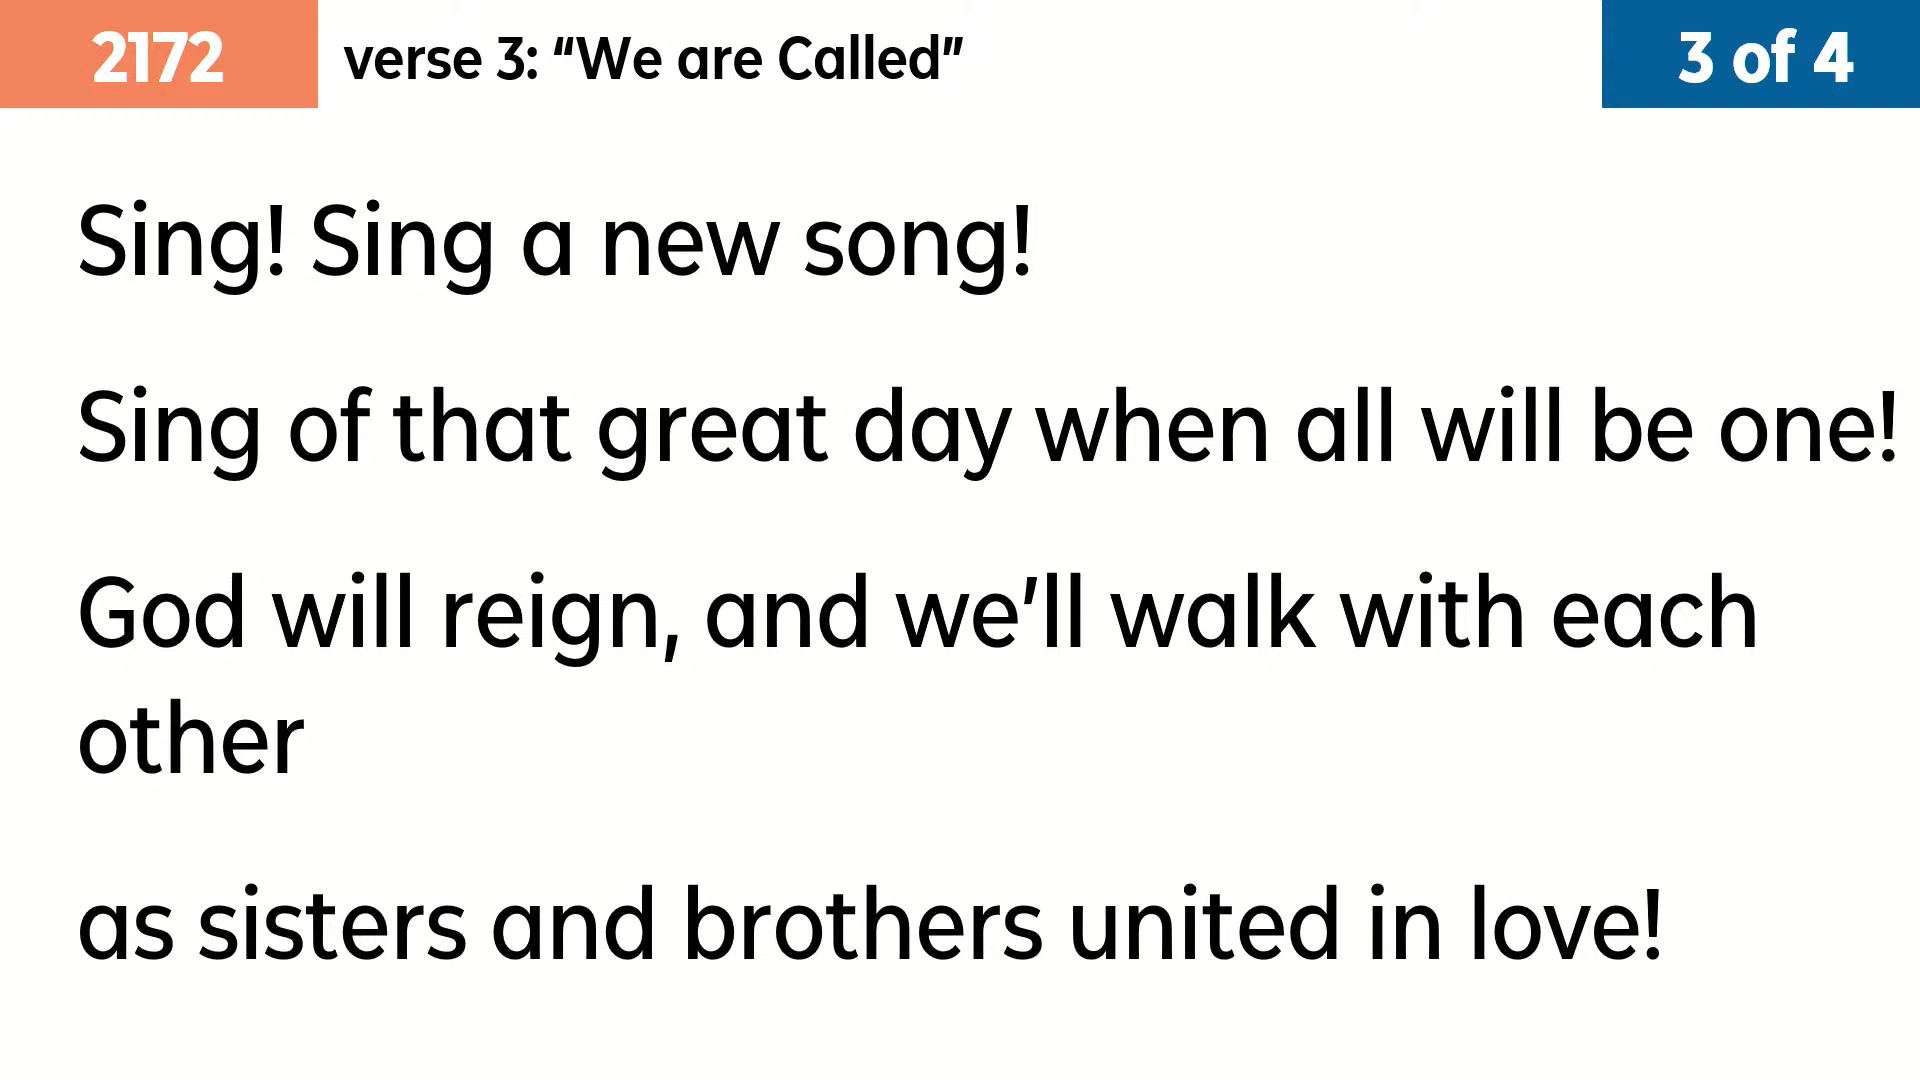 2172
verse 3: “We are Called”
3 of 4
Sing! Sing a new song!
Sing of that great day when all will be one!
God will reign, and we’ll walk with each
other
as sisters and brothers united in love!